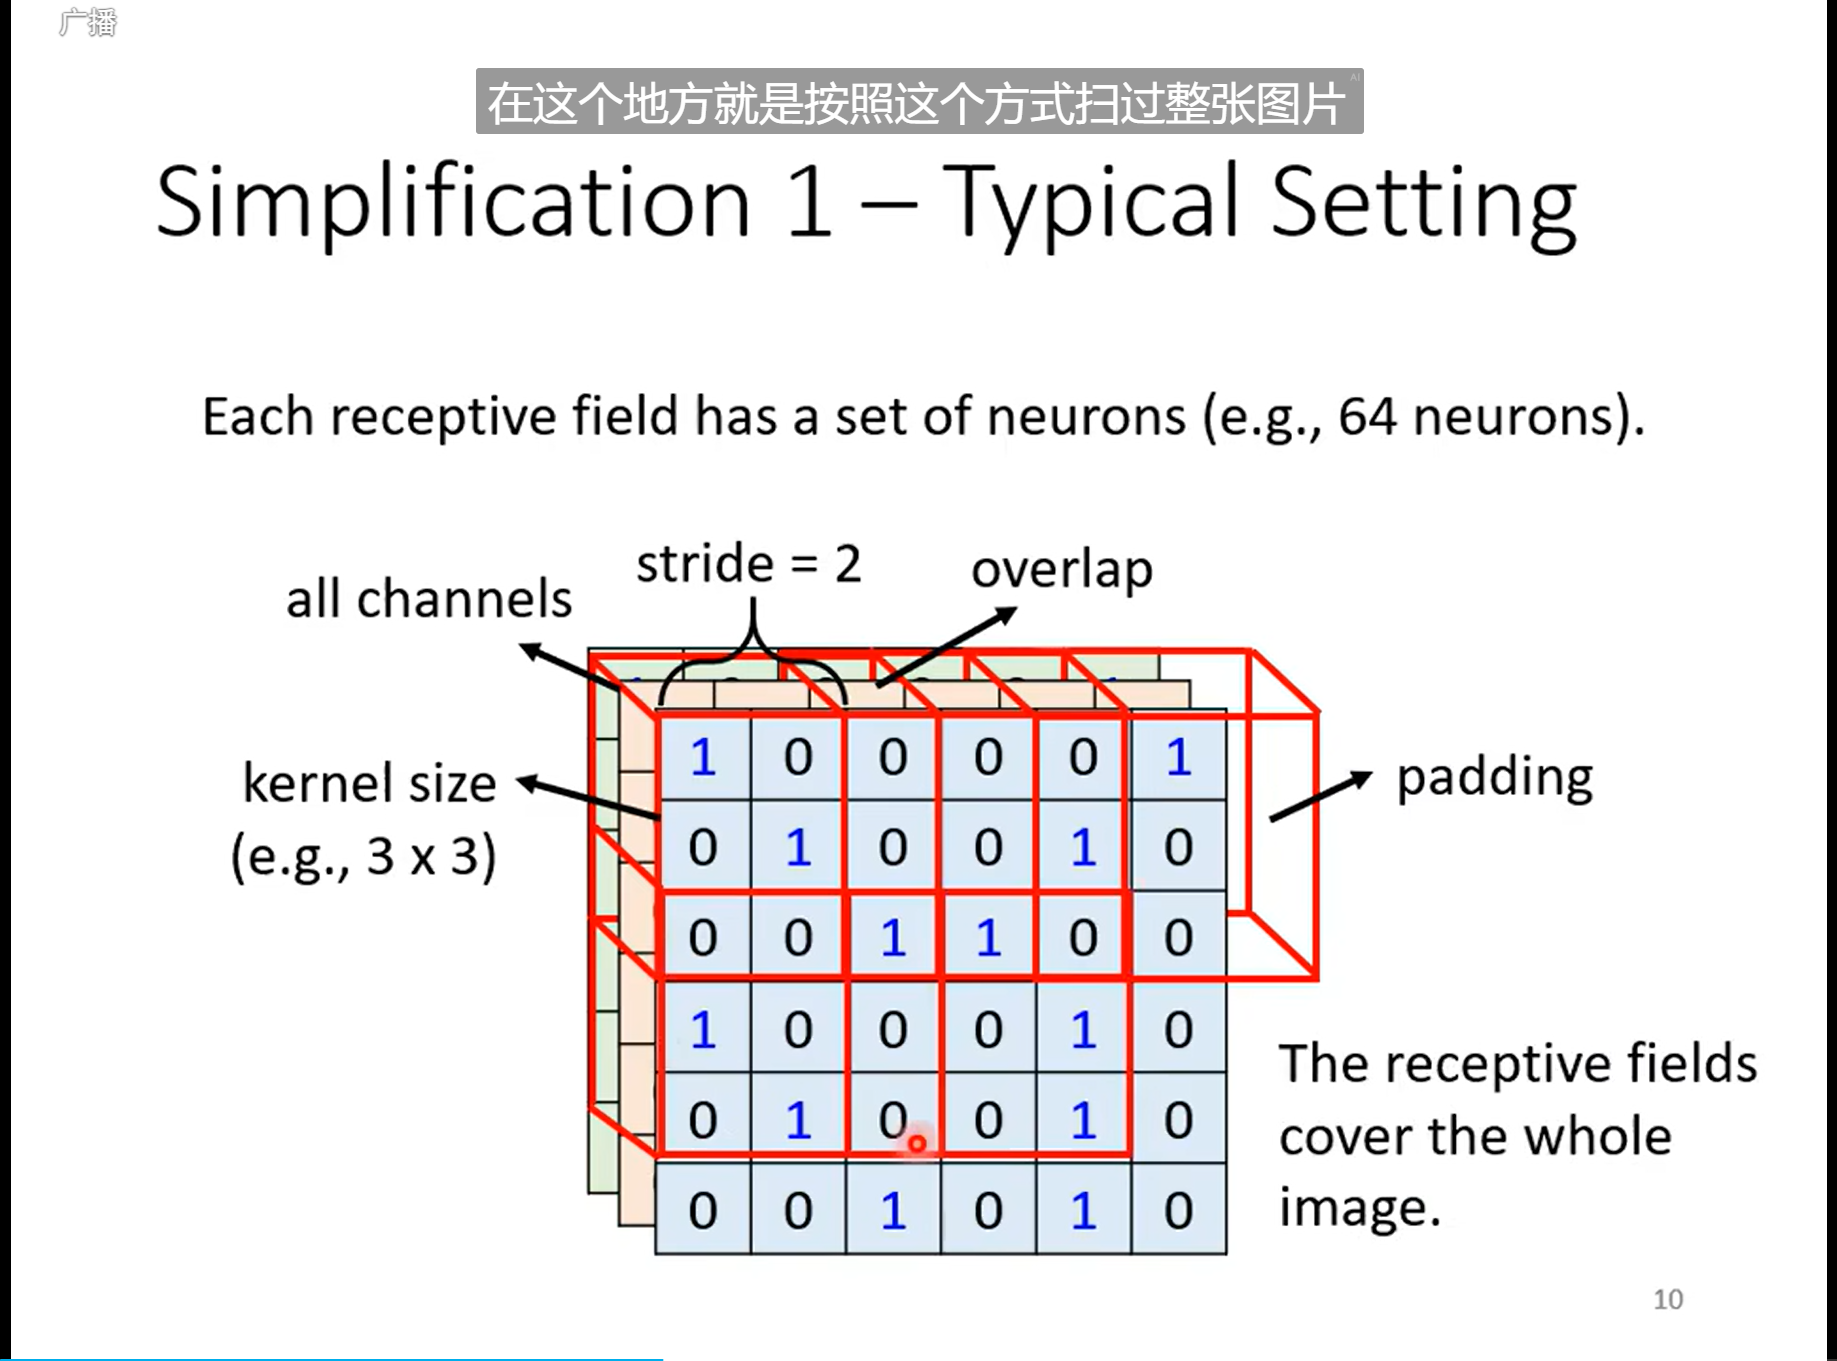 广播
在这个地方就是按照这个方式扫过整张图片
AI
Simplification 1 – Typical Setting
Each receptive field has a set of neurons (e.g., 64 neurons).
stride = 2
overlap
all channels
kernel size
(e.g., 3 x 3)
padding
1 0 0 0 0 1
0 1 0 0 1 0
0 0 1 1 0 0
1 0 0 0 1 0
0 1 0 0 1 0
0 0 1 0 1 0
The receptive fields
cover the whole
image.
10